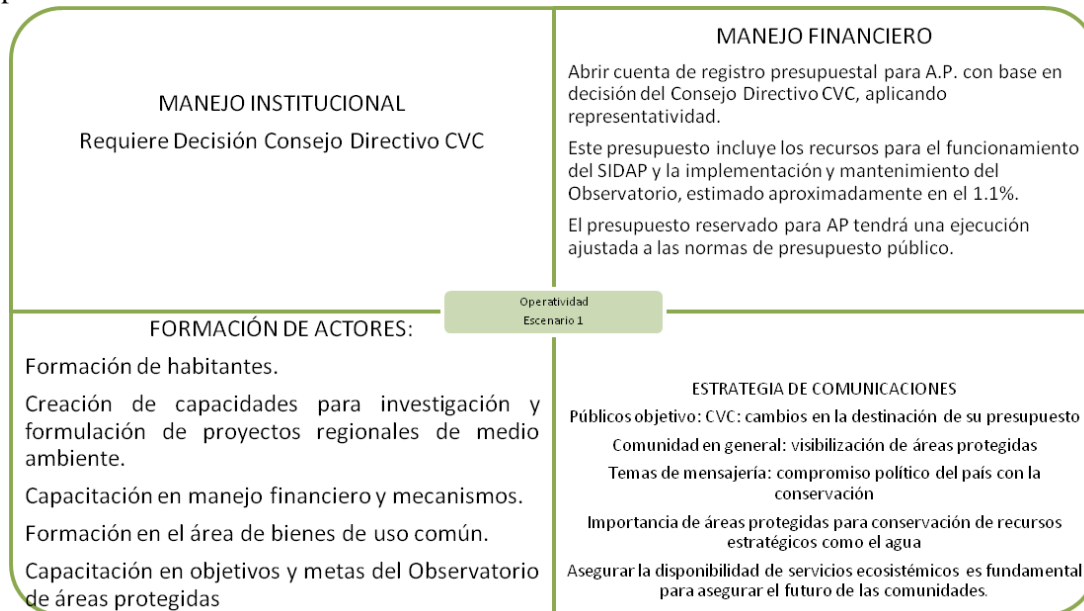 MANEJO INSTITUCIONAL
Requiere Decisión Consejo Directivo CVC
MANEJO FINANCIERO
Abrir cuenta de registro presupuestal para A.P. con base en
decisión del Consejo Directivo CVC, aplicando
representatividad.
Este presupuesto incluye los recursos para el funcionamiento
del SIDAP y la implementación y mantenimiento del
Observatorio, estimado aproximadamente en el 1.1%.
El presupuesto reservado para AP tendrá una ejecución
ajustada a las normas de presupuesto público.
Operatividad
Escenario 1
FORMACIÓN DE ACTORES:
Formación de habitantes.
Creación de capacidades para investigación y
formulación de proyectos regionales de medio
ambiente.
Capacitación en manejo financiero y mecanismos.
Formación en el área de bienes de uso común.
Capacitación en objetivos y metas del Observatorio
de áreas protegidas
ESTRATEGIA DE COMUNICACIONES
Públicos objetivo: CVC: cambios en la destinación de su presupuesto
Comunidad en general: visibilización de áreas protegidas
Temas de mensajería: compromiso político del país con la
conservación
Importancia de áreas protegidas para conservación de recursos
estratégicos como el agua
Asegurar la disponibilidad de servicios ecosistémicos es fundamental
para asegurar el futuro de las comunidades.